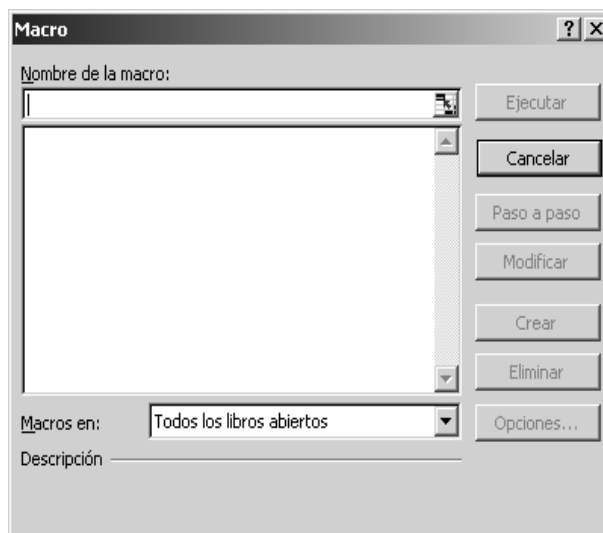 Macro
Nombre de la macro:
Ejecutar
Cancelar
Paso a paso
Modificar
Crear
Eliminar
Macros en:
Todos los libros abiertos
Opciones...
Descripción